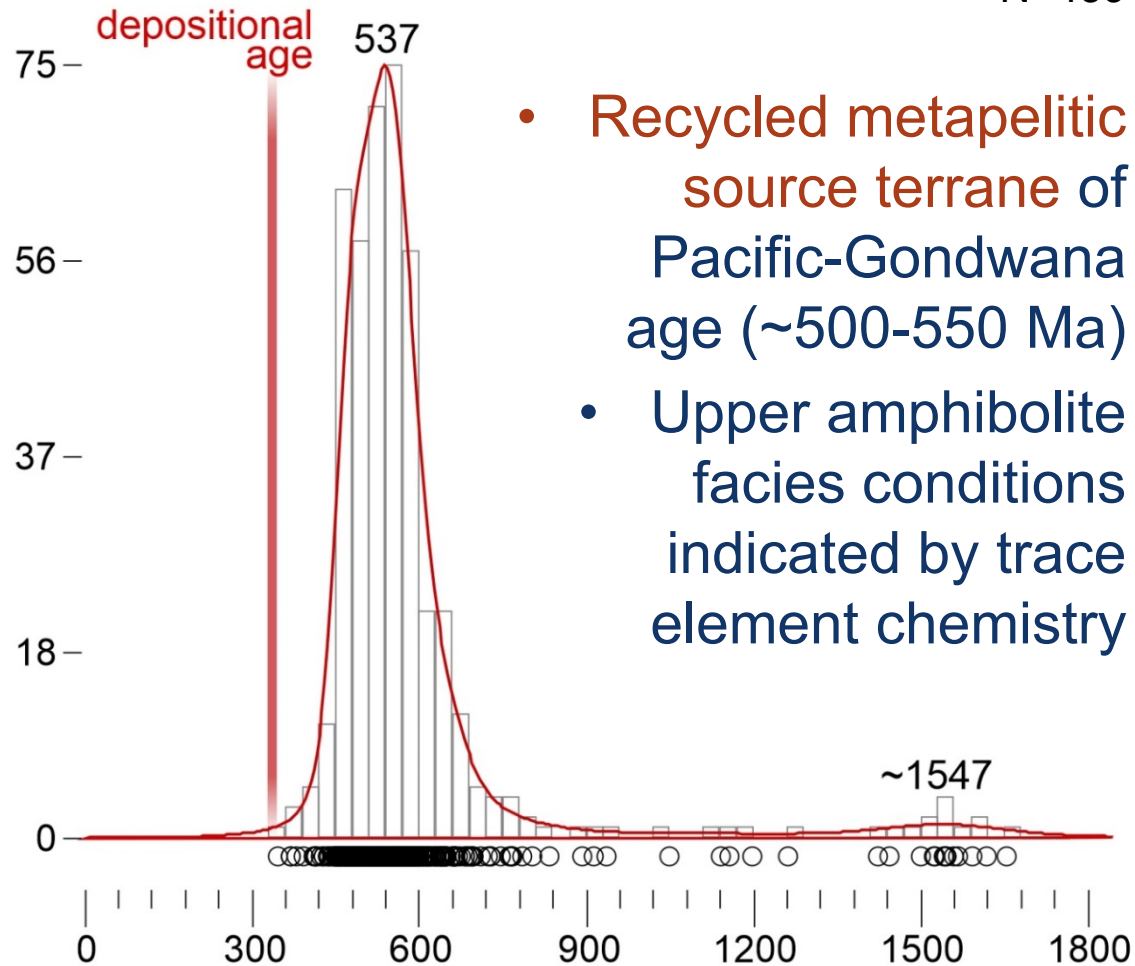 depositional
age
537
75
• Recycled metapelitic
source terrane of
Pacific-Gondwana
age (~500-550 Ma)
56
• Upper amphibolite
facies conditions
indicated by trace
element chemistry
37
18
~1547
0
0 300 600 900 1200 1500 1800